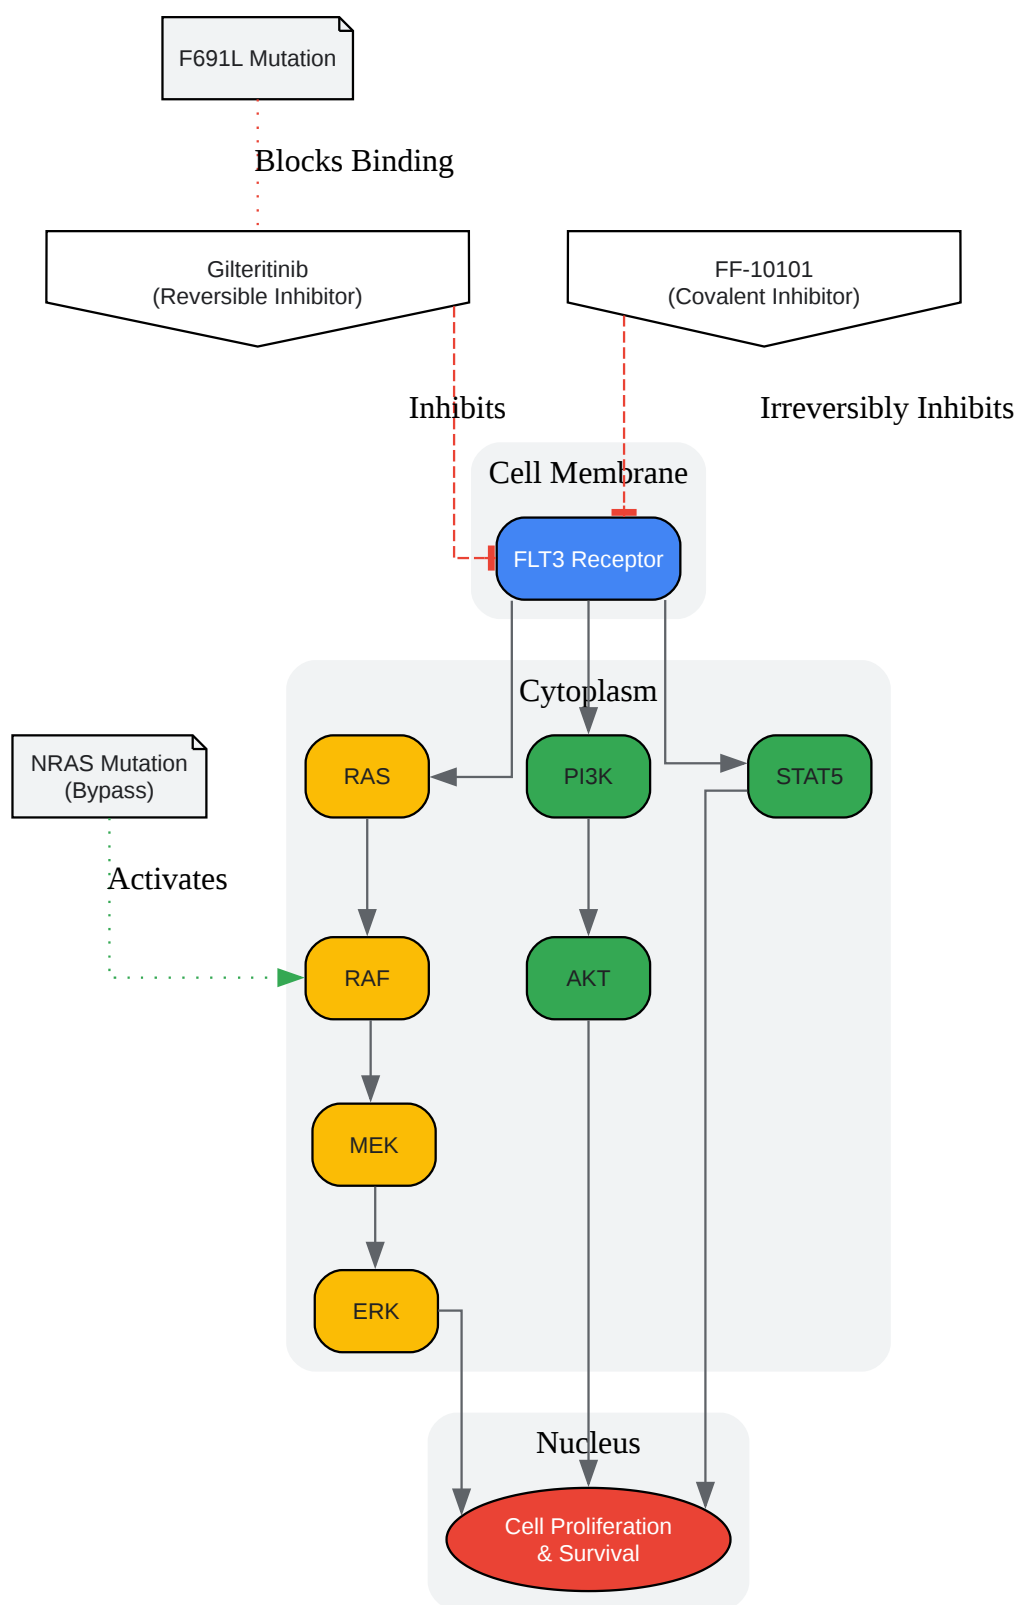 F691L Mutation
Blocks Binding
Gilteritinib
(Reversible Inhibitor)
FF-10101
(Covalent Inhibitor)
Inhibits
Irreversibly Inhibits
Cell Membrane
FLT3 Receptor
Cytoplasm
NRAS Mutation
(Bypass)
RAS
PI3K
STAT5
Activates
RAF
AKT
MEK
ERK
Nucleus
Cell Proliferation
& Survival